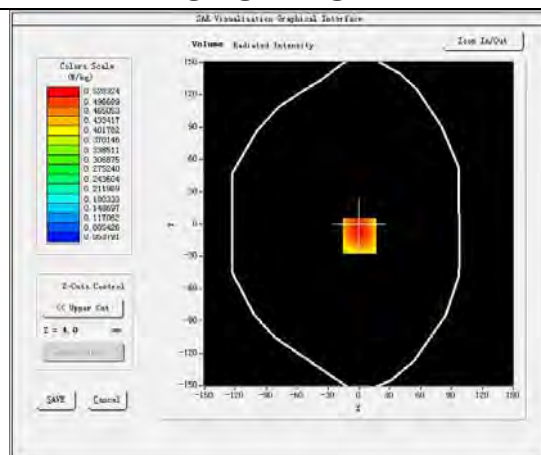 SAR Visualisation Graphical Interface
Volume Radiated Intensity
Zoom In/Out
Colors Scale
(W/kg)
0.528324
0.496689
0.465053
0.433417
0.401782
0.370146
0.338511
0.306875
0.275240
0.243604
0.211969
0.180333
0.148697
0.117062
0.085426
0.053791
Z-Cuts Control
<< Upper Cut
Z = 4.0 mm
SAVE
Cancel
150
120
90
60
30
0
-30
-60
-90
-120
-150
Y
-150 -120 -90 -60 -30 0 30 60 90 120 150
X